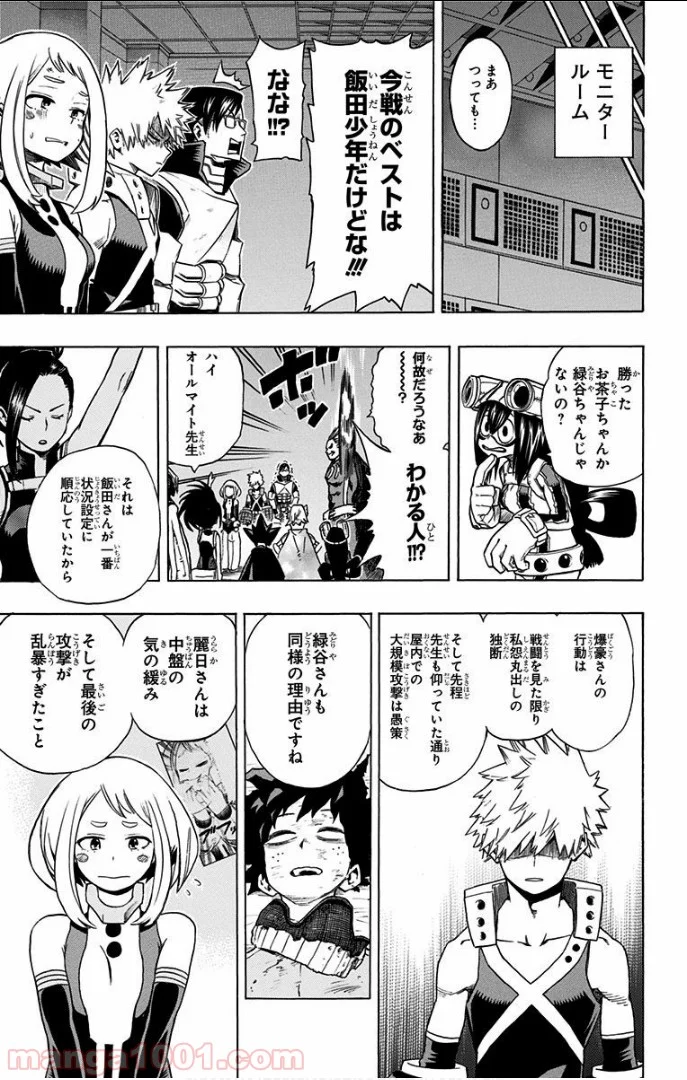 モニター
ルーム
まあ
つっても…
今戦のベストは
飯田少年だけどな!!!
なな!!?
勝った
お茶子ちゃんか
緑谷ちゃんじゃ
ないの?
何故だろうなあ
〜〜〜〜?
わかる人!!?
ハイ
オールマイト先生
それは
飯田さんが一番
状況設定に
順応していたから
爆豪さんの
行動は
戦闘を見た限り
私怨丸出しの
独断
そして先程
先生も仰っていた通り
屋内での
大規模攻撃は愚策
緑谷さんも
同様の理由ですね
麗日さんは
中盤の
気の緩み
そして最後の
攻撃が
乱暴すぎたこと
manga1001.com